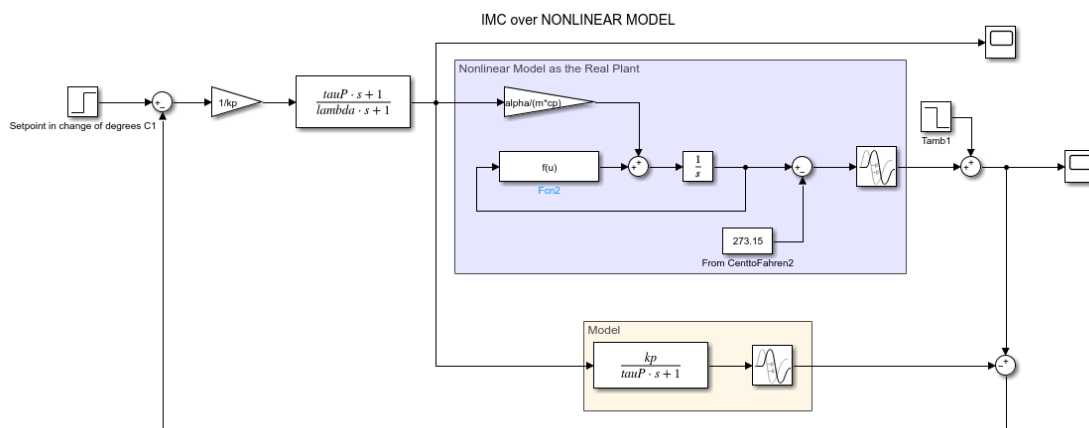 IMC over NONLINEAR MODEL
Nonlinear Model as the Real Plant
Setpoint in change of degrees C1
1/kp
tauP · s + 1
lambda · s + 1
alpha/(m*cp)
f(u)
Fcn2
1
s
273.15
From CenttoFahren2
Tamb1
Model
kp
tauP · s + 1